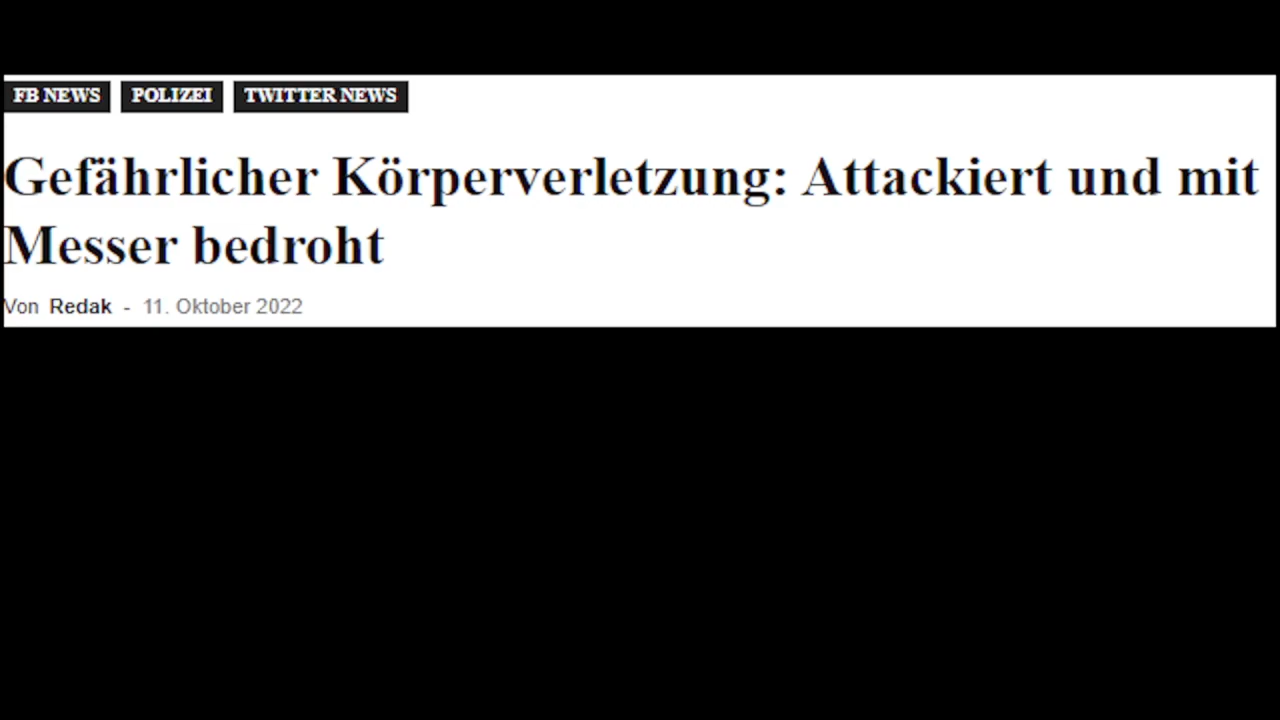 FB NEWS POLIZEI TWITTER NEWS
Gefährlicher Körperverletzung: Attackiert und mit
Messer bedroht
Von Redak - 11. Oktober 2022